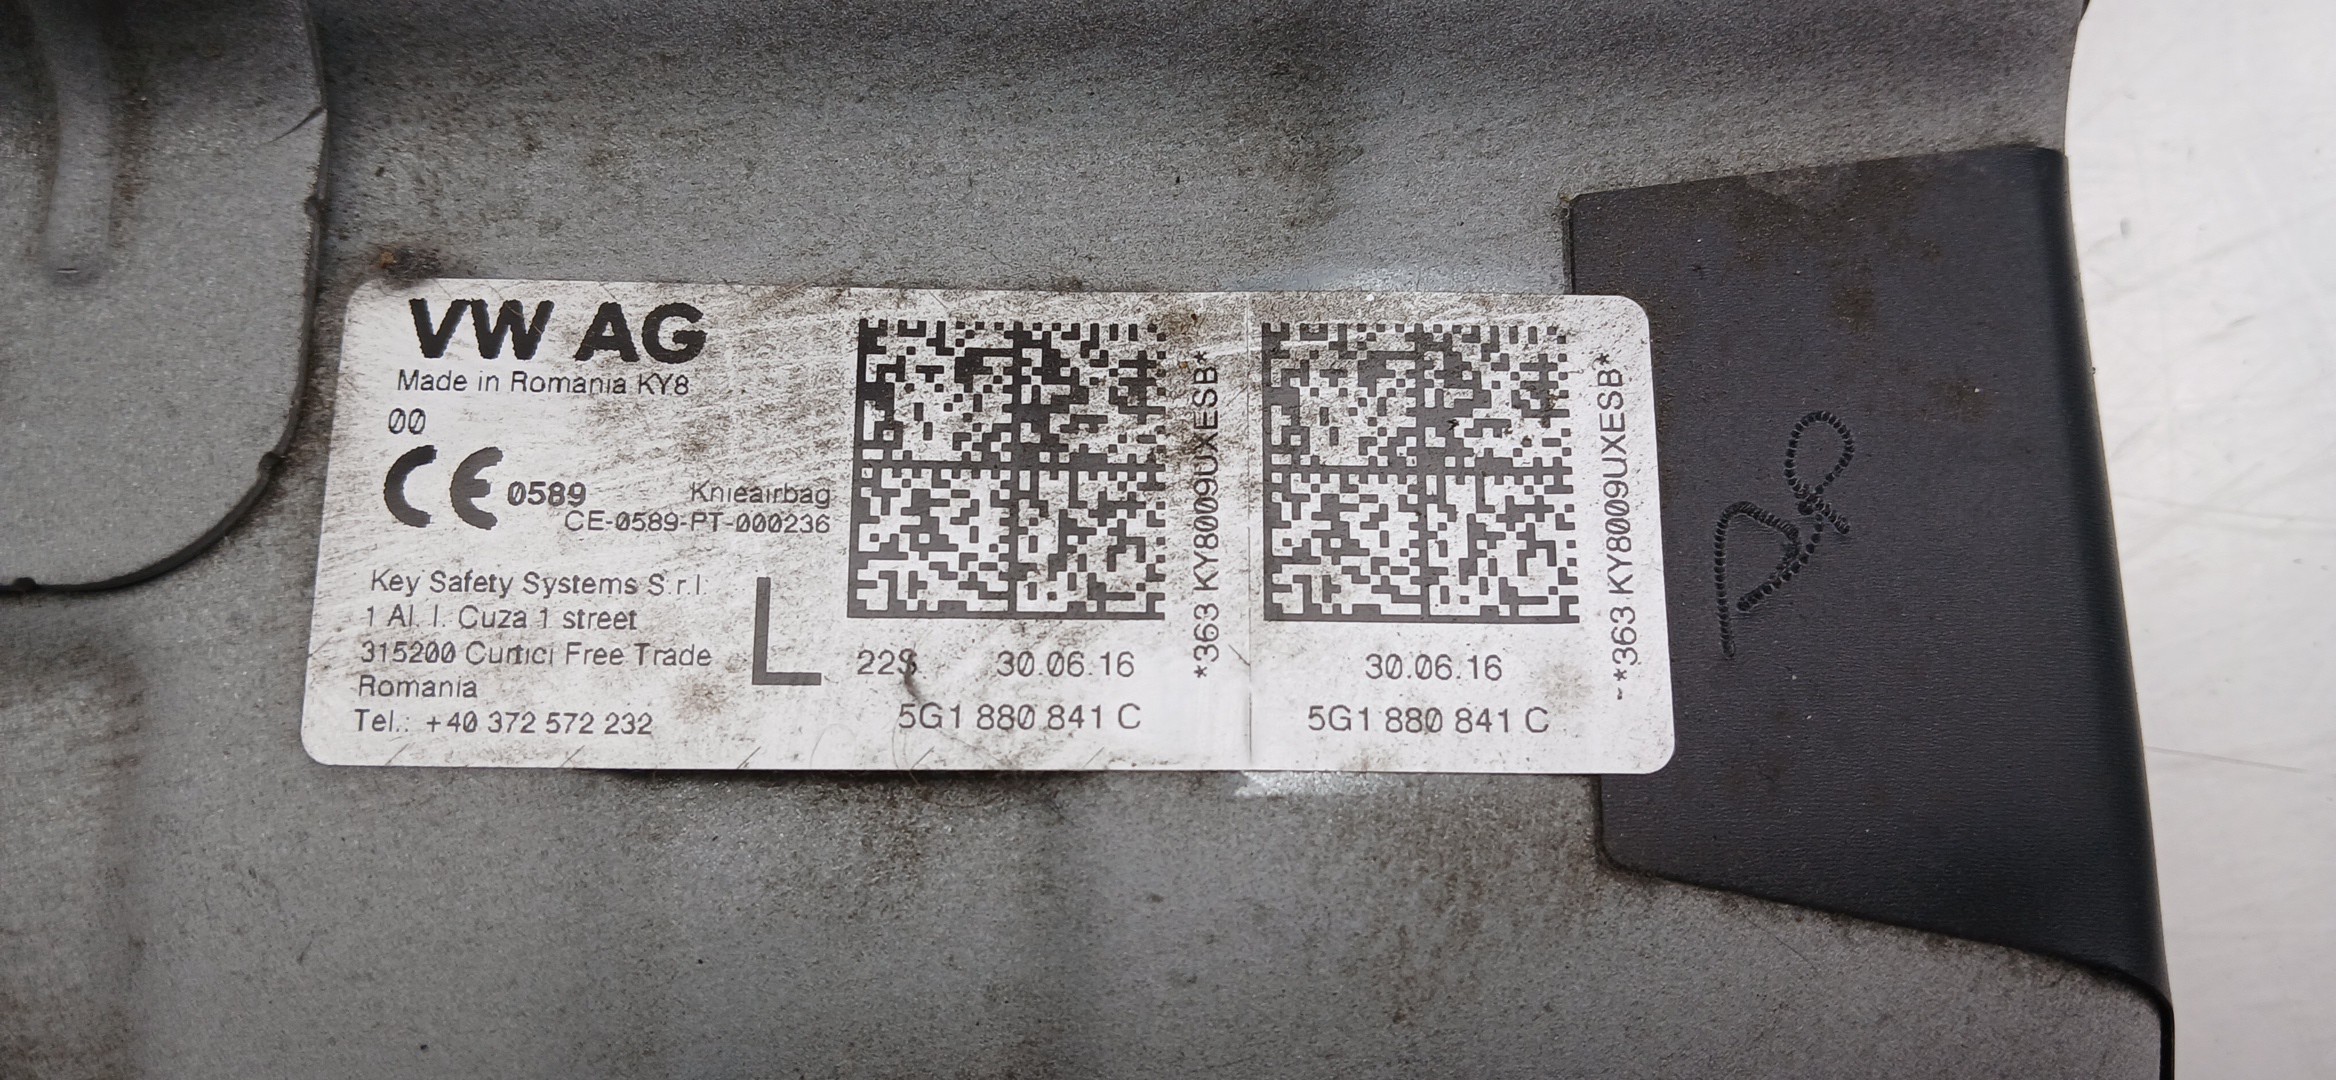 VW AG
Made in Romania KY8
00
CE 0589
Knieairbag
CE-0589-PT-000236
Key Safety Systems S.r.l.
1 Al. I. Cuza 1 street
315200 Curtici Free Trade
Romania
Tel.: +40 372 572 232
L
22S
30.06.16
5G1 880 841 C
*363 KY8009UXESB*
30.06.16
5G1 880 841 C
-*363 KY8009UXESB*